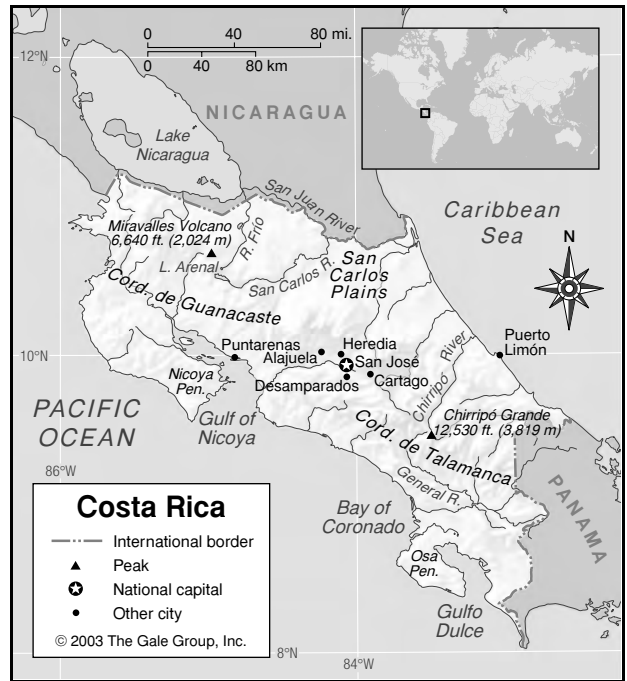 0 40 80 mi.
0 40 80 km
12°N
NICARAGUA
Lake
Nicaragua
San Juan River
Caribbean
Sea
Miravalles Volcano
6,640 ft. (2,024 m)
R. Frío
L. Arenal
San Carlos R.
San
Carlos
Plains
N
Cord. de Guanacaste
10°N
Puntarenas
Alajuela
Heredia
San José
Desamparados
Cartago
Chirripó River
Puerto
Limón
Nicoya
Pen.
PACIFIC
OCEAN
Gulf of
Nicoya
Chirripó Grande
12,530 ft. (3,819 m)
Cord. de Talamanca
86°W
General R.
Bay of
Coronado
PANAMA
Osa
Pen.
Gulfo
Dulce
Costa Rica
International border
Peak
National capital
Other city
© 2003 The Gale Group, Inc.
8°N
84°W